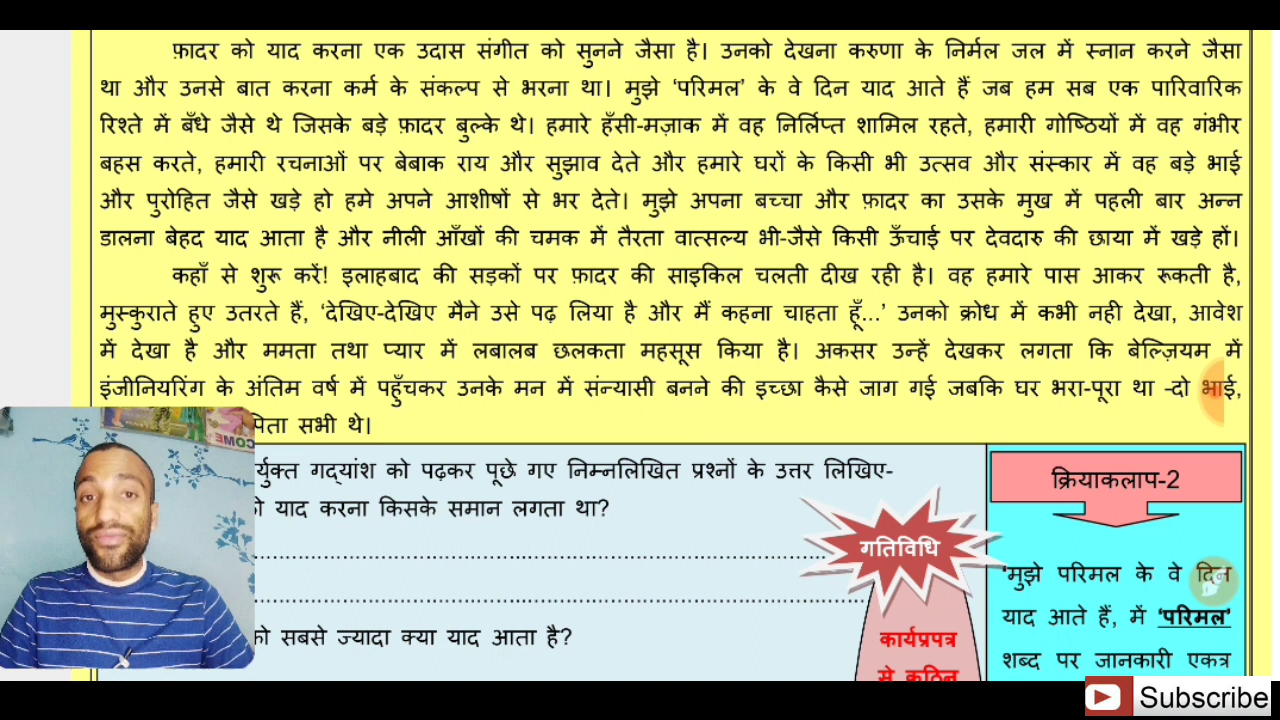 फ़ादर को याद करना एक उदास संगीत को सुनने जैसा है। उनको देखना करुणा के निर्मल जल में स्नान करने जैसा
था और उनसे बात करना कर्म के संकल्प से भरना था। मुझे ‘परिमल’ के वे दिन याद आते हैं जब हम सब एक पारिवारिक
रिश्ते में बँधे जैसे थे जिसके बड़े फ़ादर बुल्के थे। हमारे हँसी-मज़ाक में वह निर्लिप्त शामिल रहते, हमारी गोष्ठियों में वह गंभीर
बहस करते, हमारी रचनाओं पर बेबाक राय और सुझाव देते और हमारे घरों के किसी भी उत्सव और संस्कार में वह बड़े भाई
और पुरोहित जैसे खड़े हो हमे अपने आशीषों से भर देते। मुझे अपना बच्चा और फ़ादर का उसके मुख में पहली बार अन्न
डालना बेहद याद आता है और नीली आँखों की चमक में तैरता वात्सल्य भी-जैसे किसी ऊँचाई पर देवदारु की छाया में खड़े हों।
कहाँ से शुरू करें! इलाहबाद की सड़कों पर फ़ादर की साइकिल चलती दीख रही है। वह हमारे पास आकर रूकती है,
मुस्कुराते हुए उतरते हैं, ‘देखिए-देखिए मैने उसे पढ़ लिया है और मैं कहना चाहता हूँ...’ उनको क्रोध में कभी नही देखा, आवेश
में देखा है और ममता तथा प्यार में लबालब छलकता महसूस किया है। अकसर उन्हें देखकर लगता कि बेल्ज़ियम में
इंजीनियरिंग के अंतिम वर्ष में पहुँचकर उनके मन में संन्यासी बनने की इच्छा कैसे जाग गई जबकि घर भरा-पूरा था -दो भाई,
पिता सभी थे।
र्युक्त गद्यांश को पढ़कर पूछे गए निम्नलिखित प्रश्नों के उत्तर लिखिए-
याद करना किसके समान लगता था?
को सबसे ज्यादा क्या याद आता है?
गतिविधि
कार्यप्रपत्र
से कठिन
क्रियाकलाप-2
‘मुझे परिमल के वे दिन
याद आते हैं, में ‘परिमल’
शब्द पर जानकारी एकत्र
Subscribe